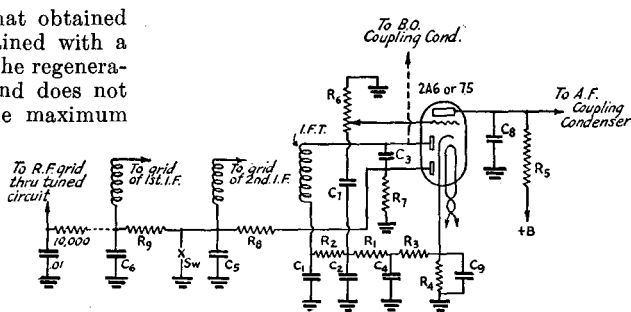 hat obtained
ined with a
he regenera-
nd does not
e maximum
To B.O.
Coupling Cond.
R6
2A6 or 75
To A.F.
Coupling
Condenser
I.F.T.
C3
C8
R5
To R.F. grid
thru tuned
circuit
To grid
of 1st. I.F.
To grid
of 2nd. I.F.
C7
R7
+B
10,000
R9
R8
R2
R1
R3
.01
C6
Sw
C5
C1
C2
C4
R4
C9